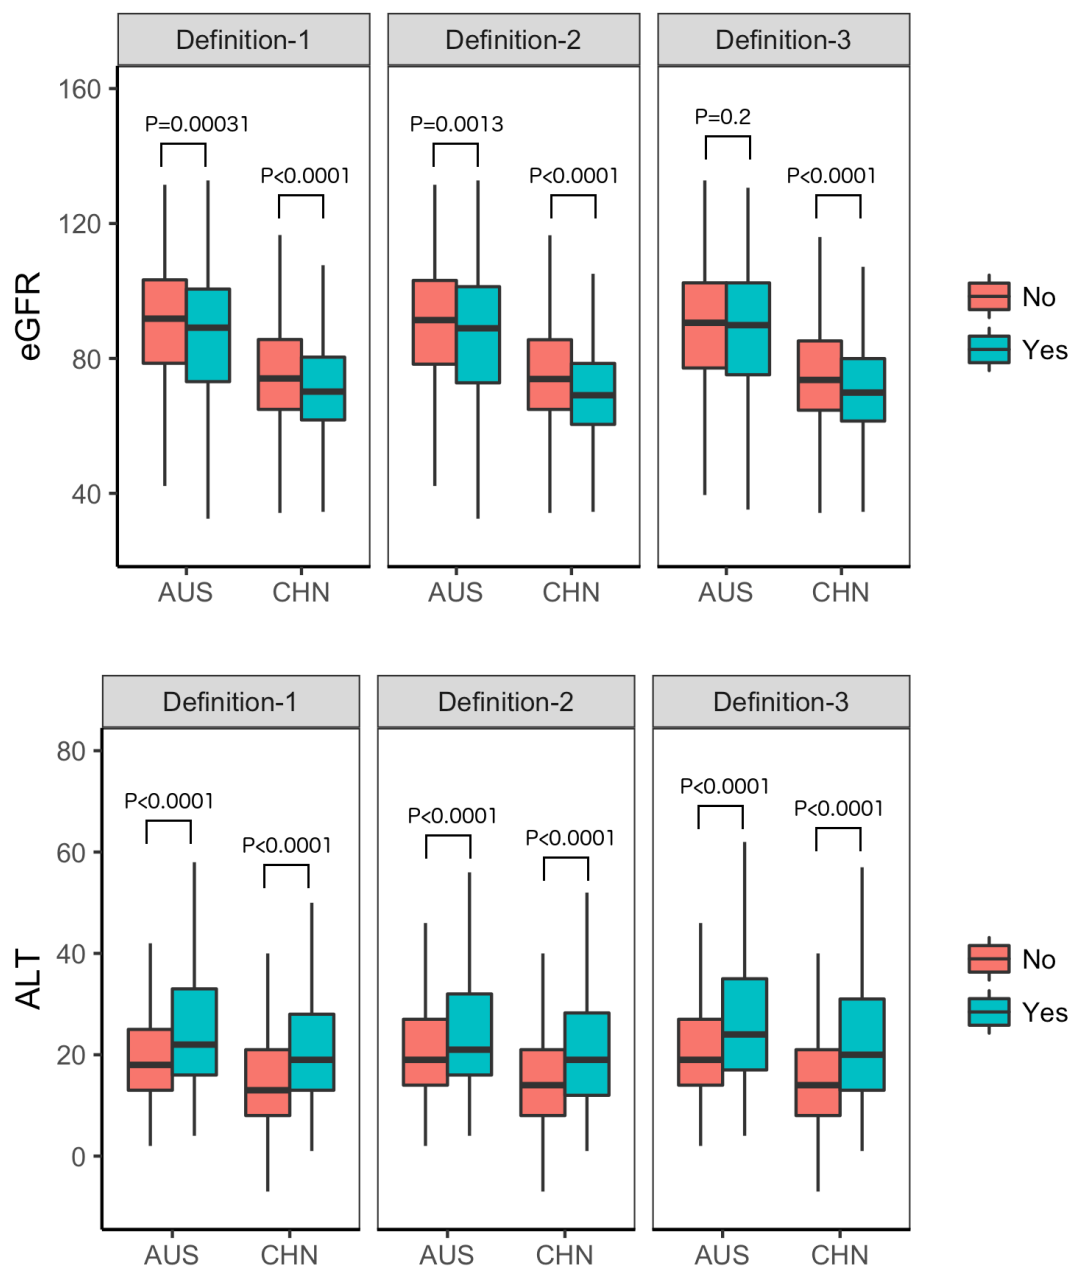 Definition-1 Definition-2 Definition-3
160
P=0.00031 P=0.0013 P=0.2
P<0.0001 P<0.0001 P<0.0001
120
eGFR
No
80
Yes
40
AUS CHN AUS CHN AUS CHN
Definition-1 Definition-2 Definition-3
80
P<0.0001 P<0.0001 P<0.0001
P<0.0001 P<0.0001 P<0.0001
60
40
No
ALT
Yes
20
0
AUS CHN AUS CHN AUS CHN